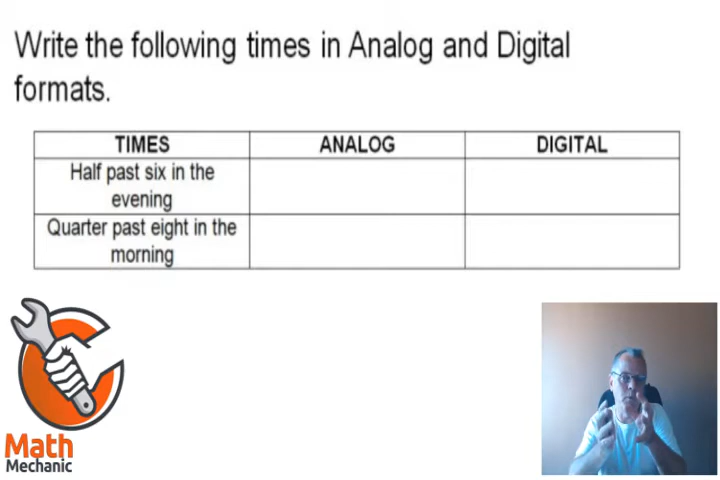 Write the following times in Analog and Digital
formats.
TIMES ANALOG DIGITAL
Half past six in the
evening
Quarter past eight in the
morning
Math
Mechanic